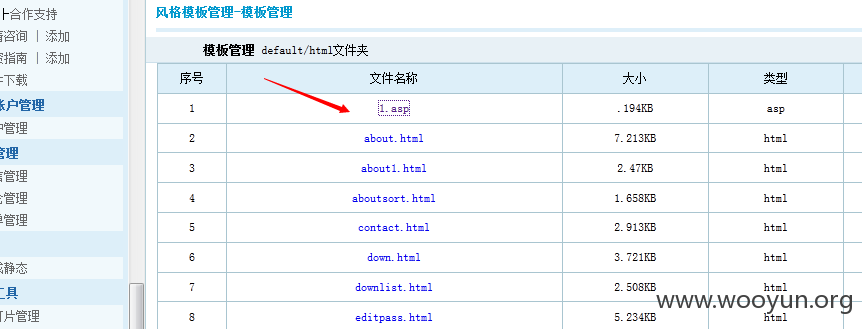 合作支持
风格模板管理-模板管理
咨询 | 添加
指南 | 添加
下载
模板管理 default/html文件夹
账户管理
管理
管理
管理
管理
管理
静态
工具
片管理
序号 文件名称 大小 类型
1 1.asp .194KB asp
2 about.html 7.213KB html
3 about1.html 2.47KB html
4 aboutsort.html 1.658KB html
5 contact.html 2.913KB html
6 down.html 3.721KB html
7 downlist.html 2.508KB html
8 editpass.html 5.234KB html
www.wooyun.org